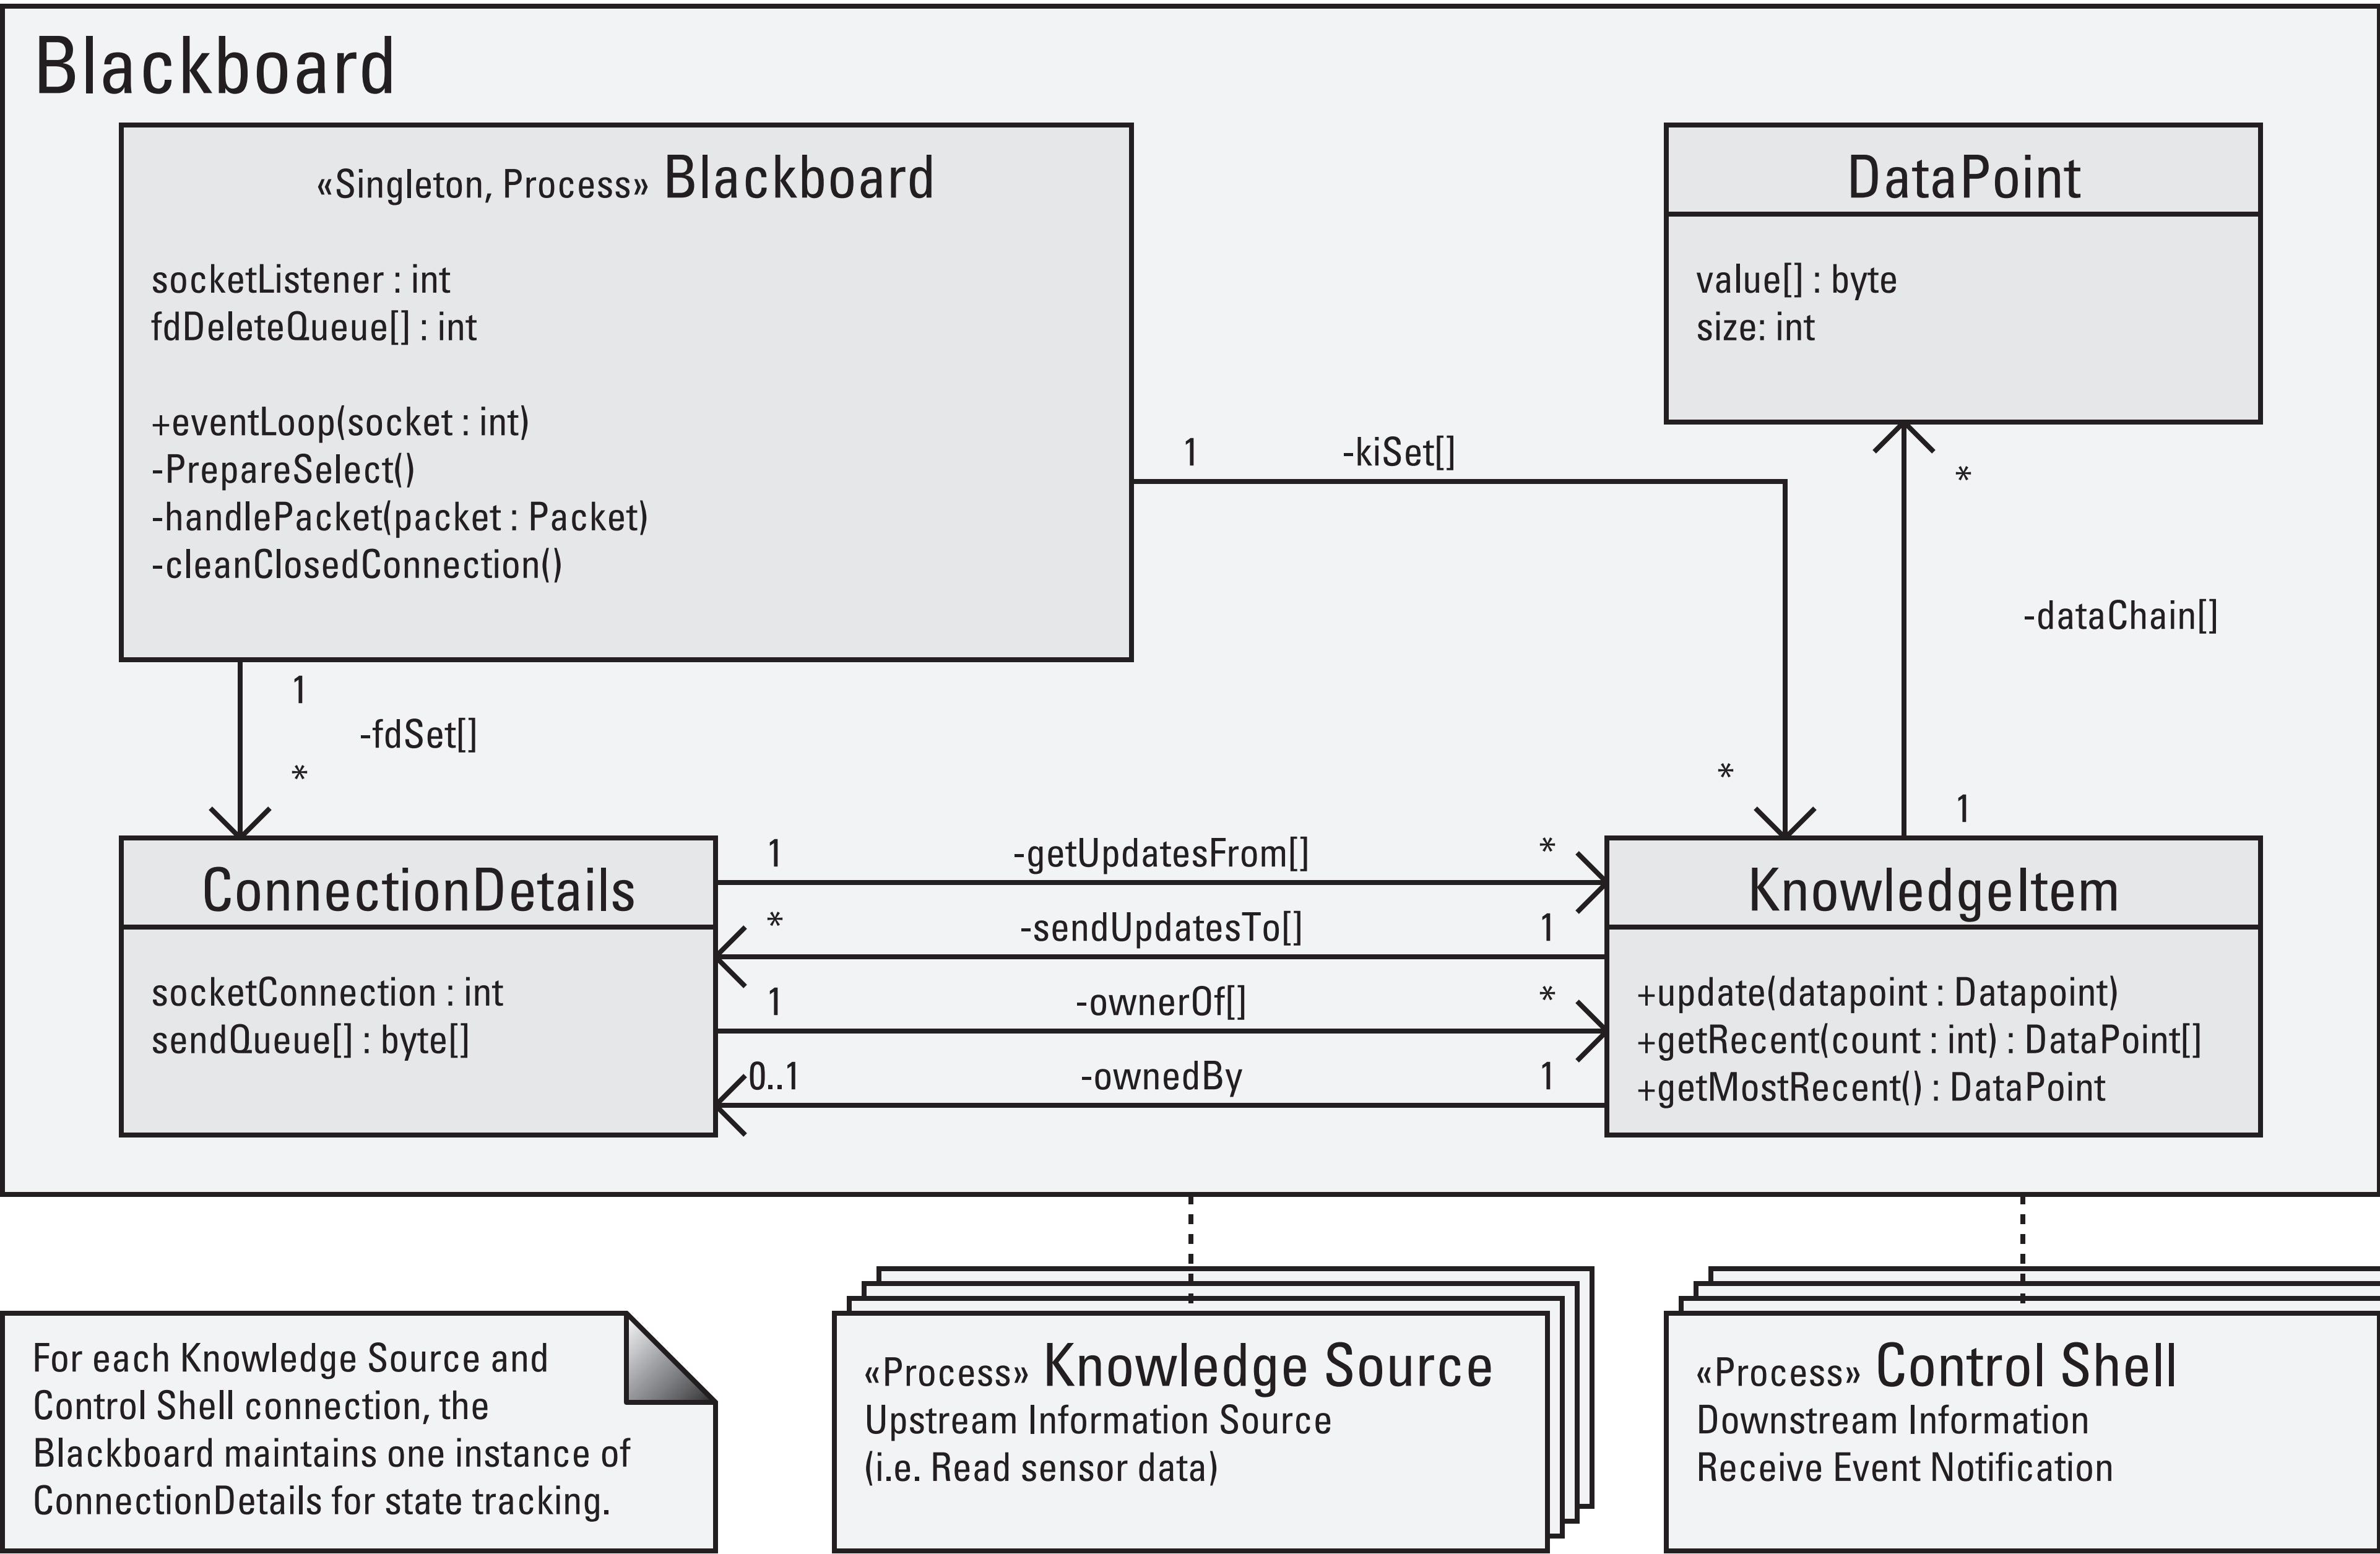 Blackboard
«Singleton, Process» Blackboard
socketListener : int
fdDeleteQueue[] : int
+eventLoop(socket : int)
-PrepareSelect()
-handlePacket(packet : Packet)
-cleanClosedConnection()
DataPoint
value[] : byte
size: int
1 -kiSet[]
*
*
-dataChain[]
1
1
-fdSet[]
*
ConnectionDetails
socketConnection : int
sendQueue[] : byte[]
1 -getUpdatesFrom[] *
* -sendUpdatesTo[] 1
1 -ownerOf[] *
0..1 -ownedBy 1
KnowledgeItem
+update(datapoint : Datapoint)
+getRecent(count : int) : DataPoint[]
+getMostRecent() : DataPoint
For each Knowledge Source and
Control Shell connection, the
Blackboard maintains one instance of
ConnectionDetails for state tracking.
«Process» Knowledge Source
Upstream Information Source
(i.e. Read sensor data)
«Process» Control Shell
Downstream Information
Receive Event Notification